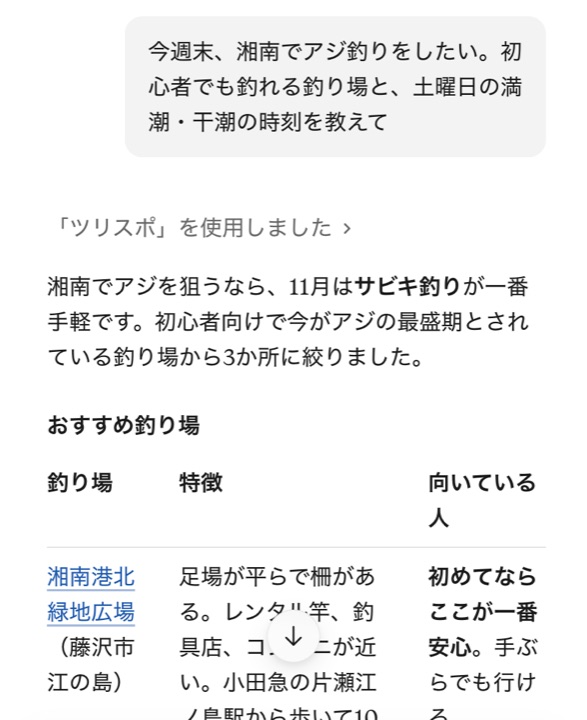 今週末、湘南でアジ釣りをしたい。初
心者でも釣れる釣り場と、土曜日の満
潮・干潮の時刻を教えて
「ツリスポ」を使用しました ›
湘南でアジを狙うなら、11月はサビキ釣りが一番
手軽です。初心者向けで今がアジの最盛期とされ
ている釣り場から3か所に絞りました。
おすすめ釣り場
釣り場 特徴 向いている
人
湘南港北 足場が平らで柵があ 初めてなら
緑地広場 る。レンタル竿、釣 ここが一番
（藤沢市 具店、コ ニが近 安心。手ぶ
江の島） い。小田急の片瀬江 らでも行け